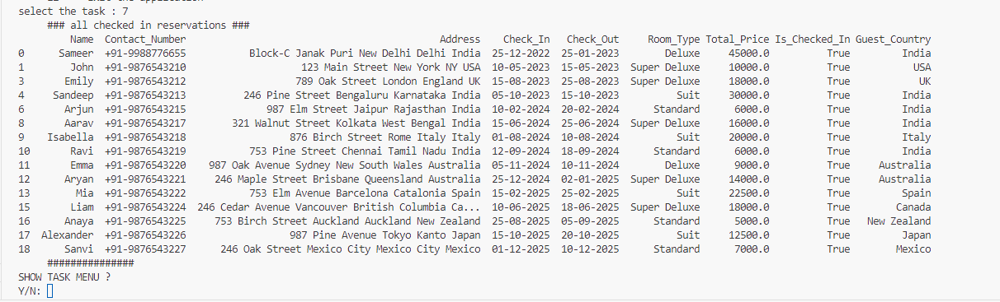 select the task : 7
### all checked in reservations ###
Name Contact_Number Address Check_In Check_Out Room_Type Total_Price Is_Checked_In Guest_Country
0 Sameer +91-9988776655 Block-C Janak Puri New Delhi Delhi India 25-12-2022 25-01-2023 Deluxe 45000.0 True India
1 John +91-9876543210 123 Main Street New York NY USA 10-05-2023 15-05-2023 Super Deluxe 10000.0 True USA
3 Emily +91-9876543212 789 Oak Street London England UK 15-08-2023 25-08-2023 Super Deluxe 18000.0 True UK
4 Sandeep +91-9876543213 246 Pine Street Bengaluru Karnataka India 05-10-2023 15-10-2023 Suit 30000.0 True India
6 Arjun +91-9876543215 987 Elm Street Jaipur Rajasthan India 10-02-2024 20-02-2024 Standard 6000.0 True India
8 Aarav +91-9876543217 321 Walnut Street Kolkata West Bengal India 15-06-2024 25-06-2024 Super Deluxe 16000.0 True India
9 Isabella +91-9876543218 876 Birch Street Rome Italy Italy 01-08-2024 10-08-2024 Suit 20000.0 True Italy
10 Ravi +91-9876543219 753 Pine Street Chennai Tamil Nadu India 12-09-2024 18-09-2024 Standard 6000.0 True India
11 Emma +91-9876543220 987 Oak Avenue Sydney New South Wales Australia 05-11-2024 10-11-2024 Deluxe 9000.0 True Australia
12 Aryan +91-9876543221 246 Maple Street Brisbane Queensland Australia 25-12-2024 02-01-2025 Super Deluxe 14000.0 True Australia
13 Mia +91-9876543222 753 Elm Avenue Barcelona Catalonia Spain 15-02-2025 25-02-2025 Suit 22500.0 True Spain
15 Liam +91-9876543224 246 Cedar Avenue Vancouver British Columbia Ca... 10-06-2025 18-06-2025 Super Deluxe 18000.0 True Canada
16 Anaya +91-9876543225 753 Birch Street Auckland Auckland New Zealand 25-08-2025 05-09-2025 Standard 5000.0 True New Zealand
17 Alexander +91-9876543226 987 Pine Avenue Tokyo Kanto Japan 15-10-2025 20-10-2025 Suit 12500.0 True Japan
18 Sanvi +91-9876543227 246 Oak Street Mexico City Mexico City Mexico 01-12-2025 10-12-2025 Standard 7000.0 True Mexico
###############
SHOW TASK MENU ?
Y/N: